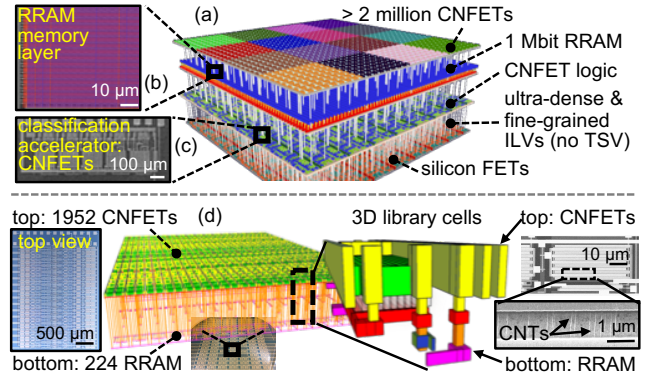 (a)
> 2 million CNFETs
RRAM
memory
layer
10 μm
(b)
1 Mbit RRAM
CNFET logic
ultra-dense &
fine-grained
ILVs (no TSV)
silicon FETs
classification
accelerator:
CNFETs
100 μm
(c)
top: 1952 CNFETs
(d)
3D library cells
top: CNFETs
top view
500 μm
10 μm
CNTs
1 μm
bottom: 224 RRAM
bottom: RRAM